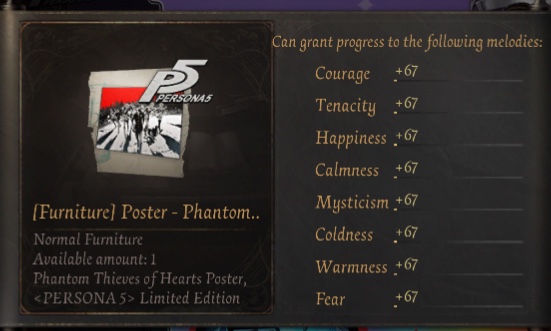 P5
PERSONA5
[Furniture] Poster - Phantom..
Normal Furniture
Available amount: 1
Phantom Thieves of Hearts Poster,
<PERSONA 5> Limited Edition
Can grant progress to the following melodies:
Courage +67
Tenacity +67
Happiness +67
Calmness +67
Mysticism +67
Coldness +67
Warmness +67
Fear +67